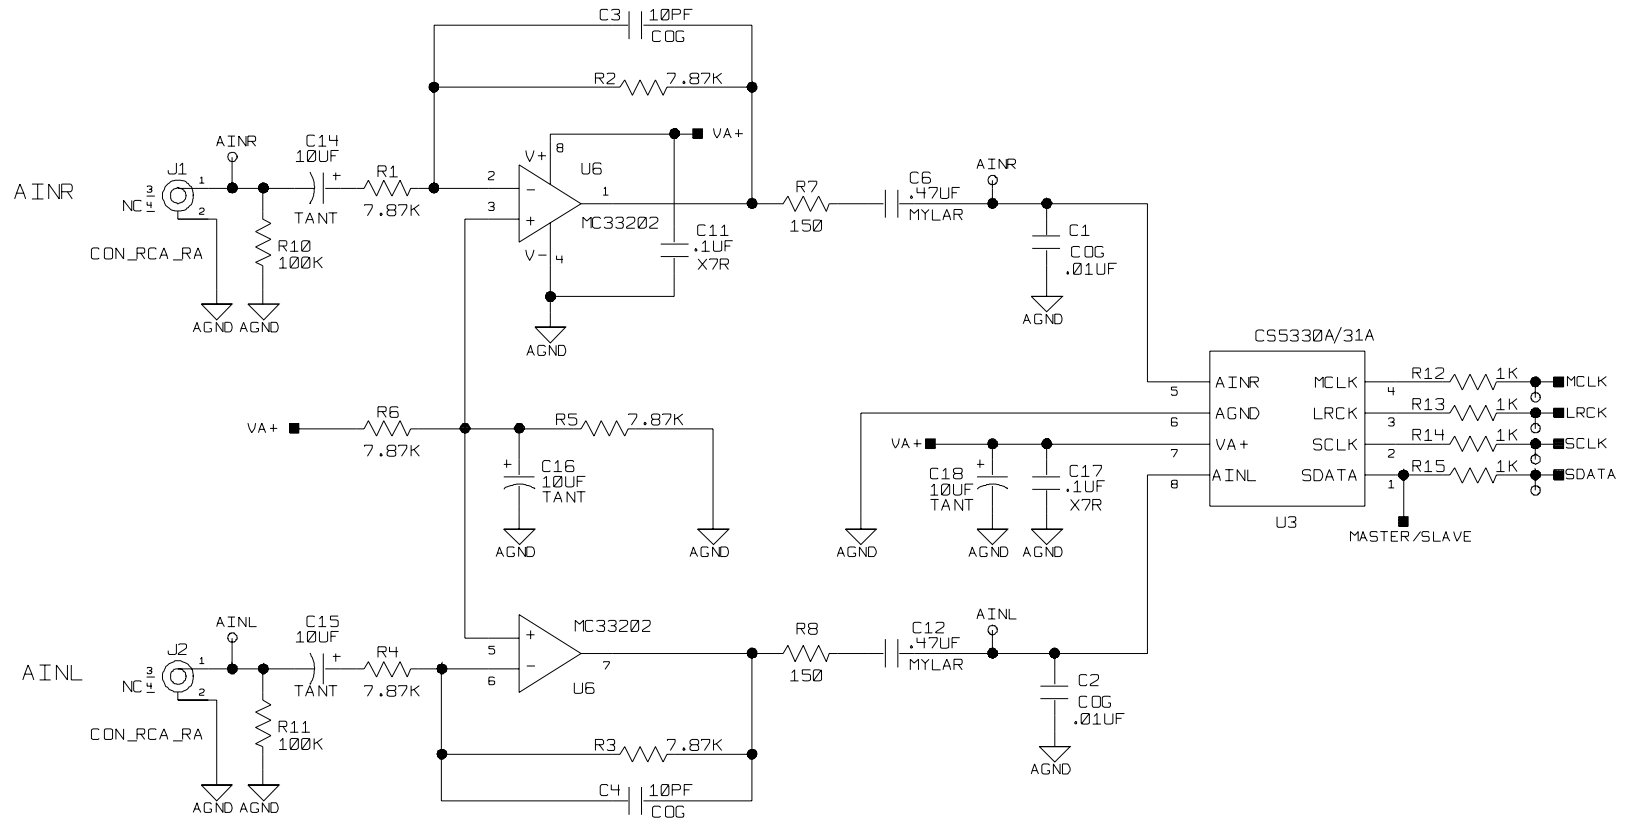 C3 10PF
COG
R2 7.87K
VA+
AINR
C14
10UF
+
TANT
R1
7.87K
V+
8
U6
2
-
3
+
1
MC33202
V-
4
C11
.1UF
X7R
AGND
AINR
J1
1
3
NC 4
2
CON_RCA_RA
R10
100K
AGND AGND
R7
150
C6
.47UF
MYLAR
AINR
C1
COG
.01UF
AGND
VA+
R6
7.87K
R5 7.87K
+
C16
10UF
TANT
AGND
AGND
CS5330A/31A
5 AINR MCLK 4 R12 1K MCLK
6 AGND LRCK 3 R13 1K LRCK
VA+ 7 VA+ SCLK 2 R14 1K SCLK
8 AINL SDATA 1 R15 1K SDATA
U3
MASTER/SLAVE
+
C18
10UF
TANT
C17
.1UF
X7R
AGND
AGND AGND
AINL
AINL
J2
1
3
NC 4
2
CON_RCA_RA
R11
100K
AGND AGND
C15
10UF
+
TANT
R4
7.87K
MC33202
5
+
6
-
7
U6
R3 7.87K
C4 10PF
COG
R8
150
C12
.47UF
MYLAR
AINL
C2
COG
.01UF
AGND